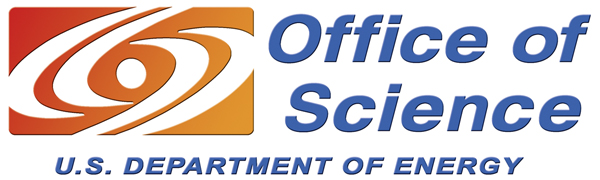 Office of
Science
U.S. DEPARTMENT OF ENERGY